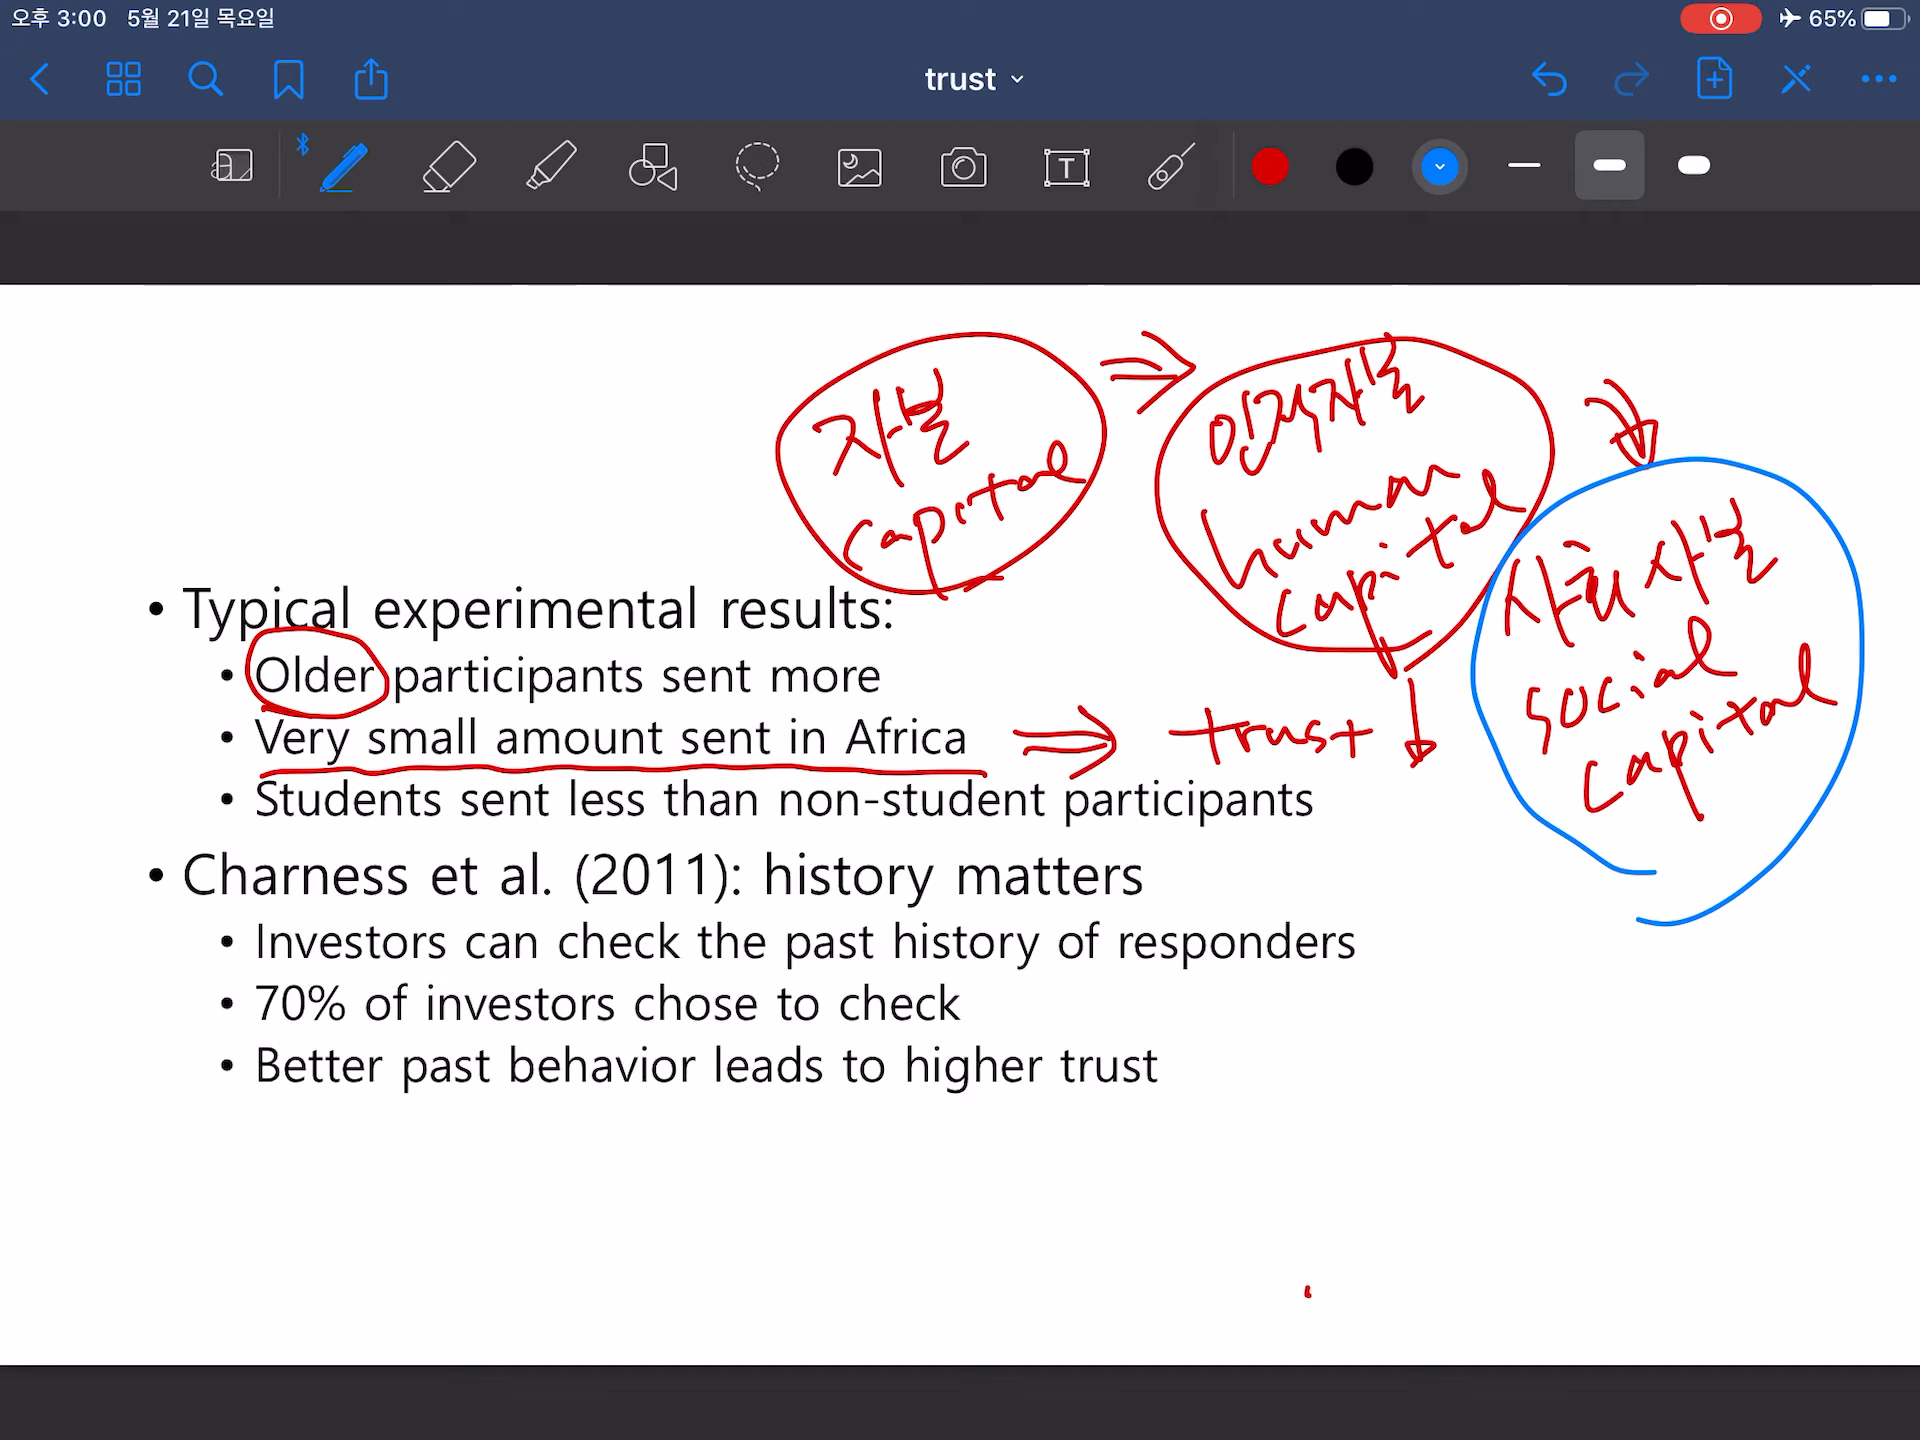 오후 3:00 5월 21일 목요일
65%
trust
자본
capital
인적자본
human
capital
사회자본
social
capital
• Typical experimental results:
• Older participants sent more
• Very small amount sent in Africa
trust
• Students sent less than non-student participants
• Charness et al. (2011): history matters
• Investors can check the past history of responders
• 70% of investors chose to check
• Better past behavior leads to higher trust